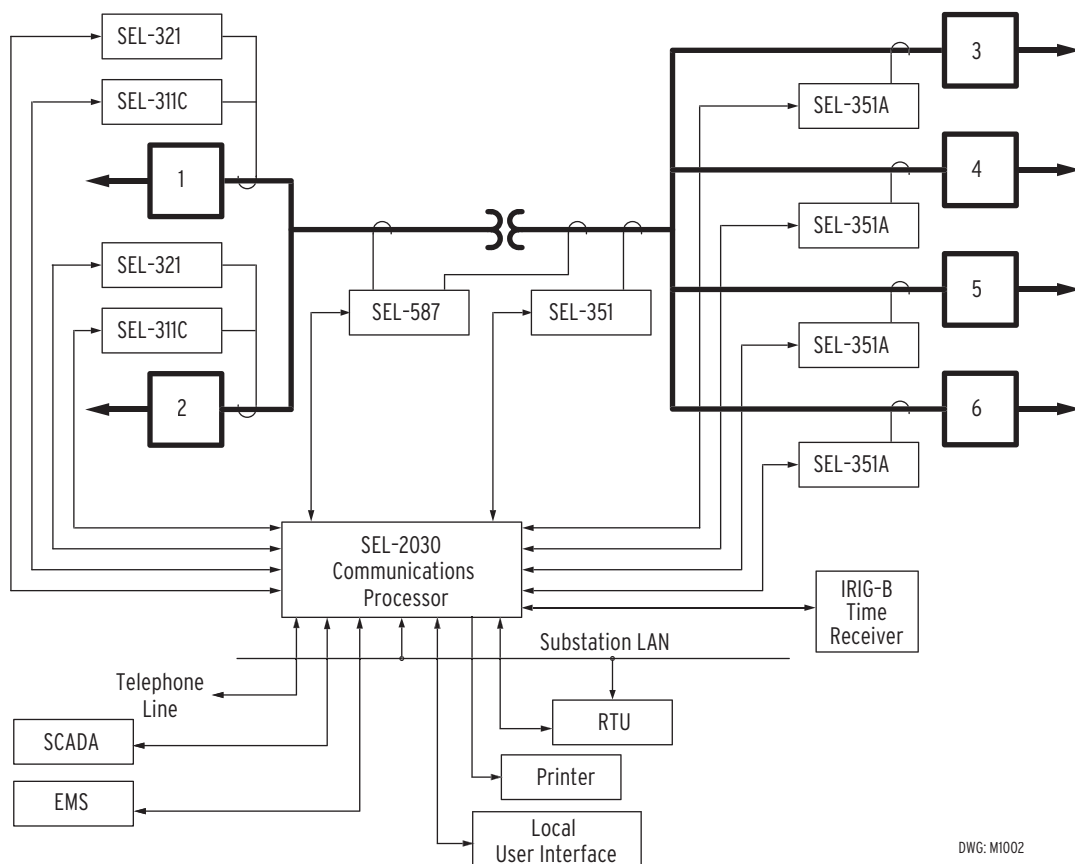 SEL-321
SEL-311C
1
SEL-321
SEL-311C
2
SEL-587
SEL-351
3
SEL-351A
4
SEL-351A
5
SEL-351A
6
SEL-351A
SEL-2030
Communications
Processor
IRIG-B
Time
Receiver
Substation LAN
Telephone
Line
SCADA
EMS
RTU
Printer
Local
User Interface
DWG: M1002